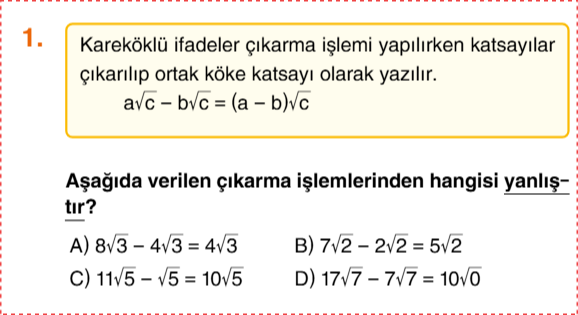 1.
Kareköklü ifadeler çıkarma işlemi yapılırken katsayılar
çıkarılıp ortak köke katsayı olarak yazılır.
a√c – b√c = (a – b)√c
Aşağıda verilen çıkarma işlemlerinden hangisi yanlış-
tır?
A) 8√3 – 4√3 = 4√3 B) 7√2 – 2√2 = 5√2
C) 11√5 – √5 = 10√5 D) 17√7 – 7√7 = 10√0